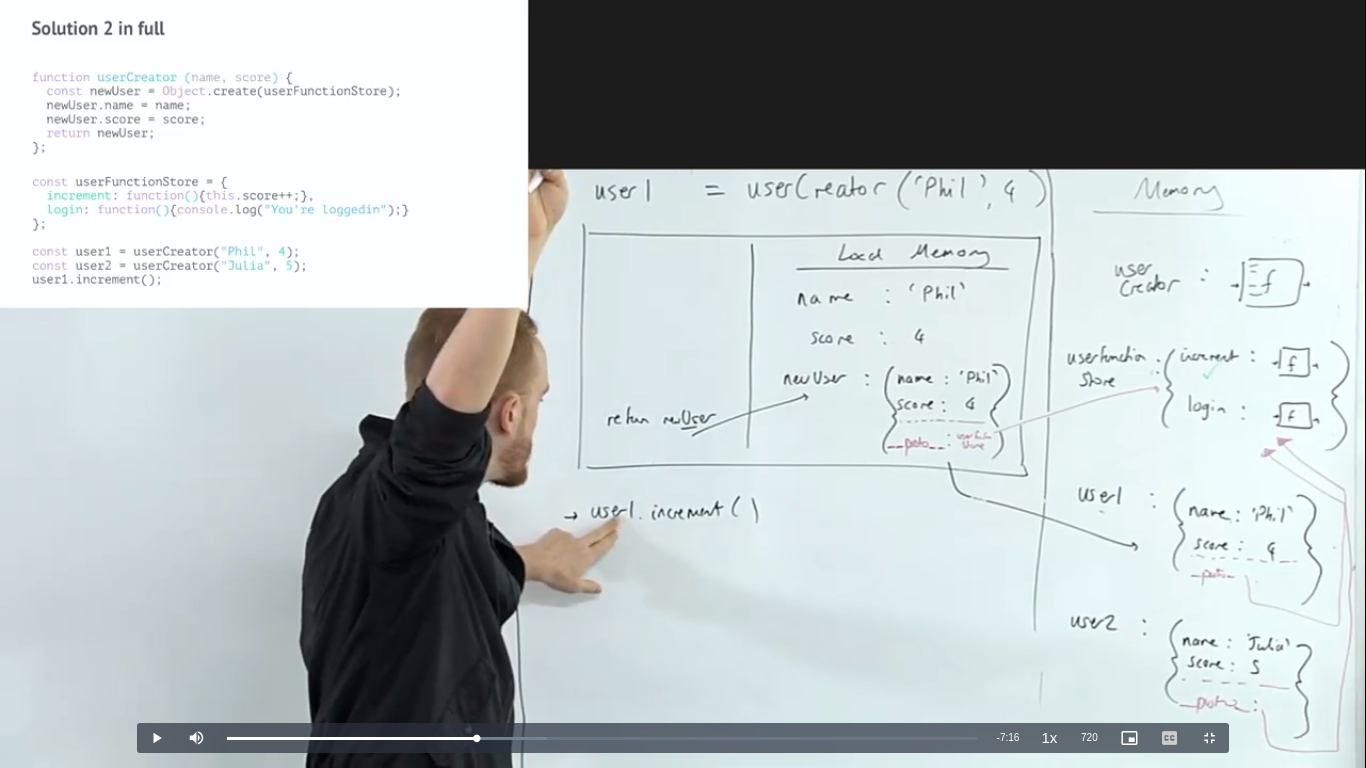 Solution 2 in full
function userCreator (name, score) {
const newUser = Object.create(userFunctionStore);
newUser.name = name;
newUser.score = score;
return newUser;
};
const userFunctionStore = {
increment: function(){this.score++;},
login: function(){console.log("You're loggedin");}
};
const user1 = userCreator("Phil", 4);
const user2 = userCreator("Julia", 5);
user1.increment();
user1 = userCreator ('Phil', 4)
Local Memory
name : 'Phil'
score : 4
newUser : { name : 'Phil'
score : 4
__proto__ : }
return newUser
→ user1. increment ( )
Memory
user Creator : f
userfunction Store : { increment : f
login : f }
user1 : { name : 'Phil'
score : 4
__proto__ }
user2 : { name : 'Julia'
score : 5
__proto__ : }
-7:16 1x 720 CC